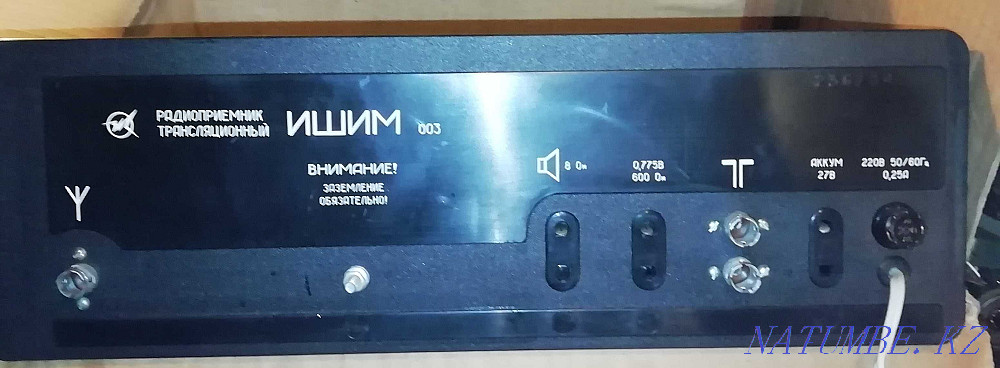 РАДИОПРИЕМНИК
ТРАНСЛЯЦИОННЫЙ
ИШИМ 003
ВНИМАНИЕ!
ЗАЗЕМЛЕНИЕ
ОБЯЗАТЕЛЬНО!
8 Ом
0,775В
600 Ом
АККУМ
27В
220В 50/60Гц
0,25А
NATUMBE.KZ